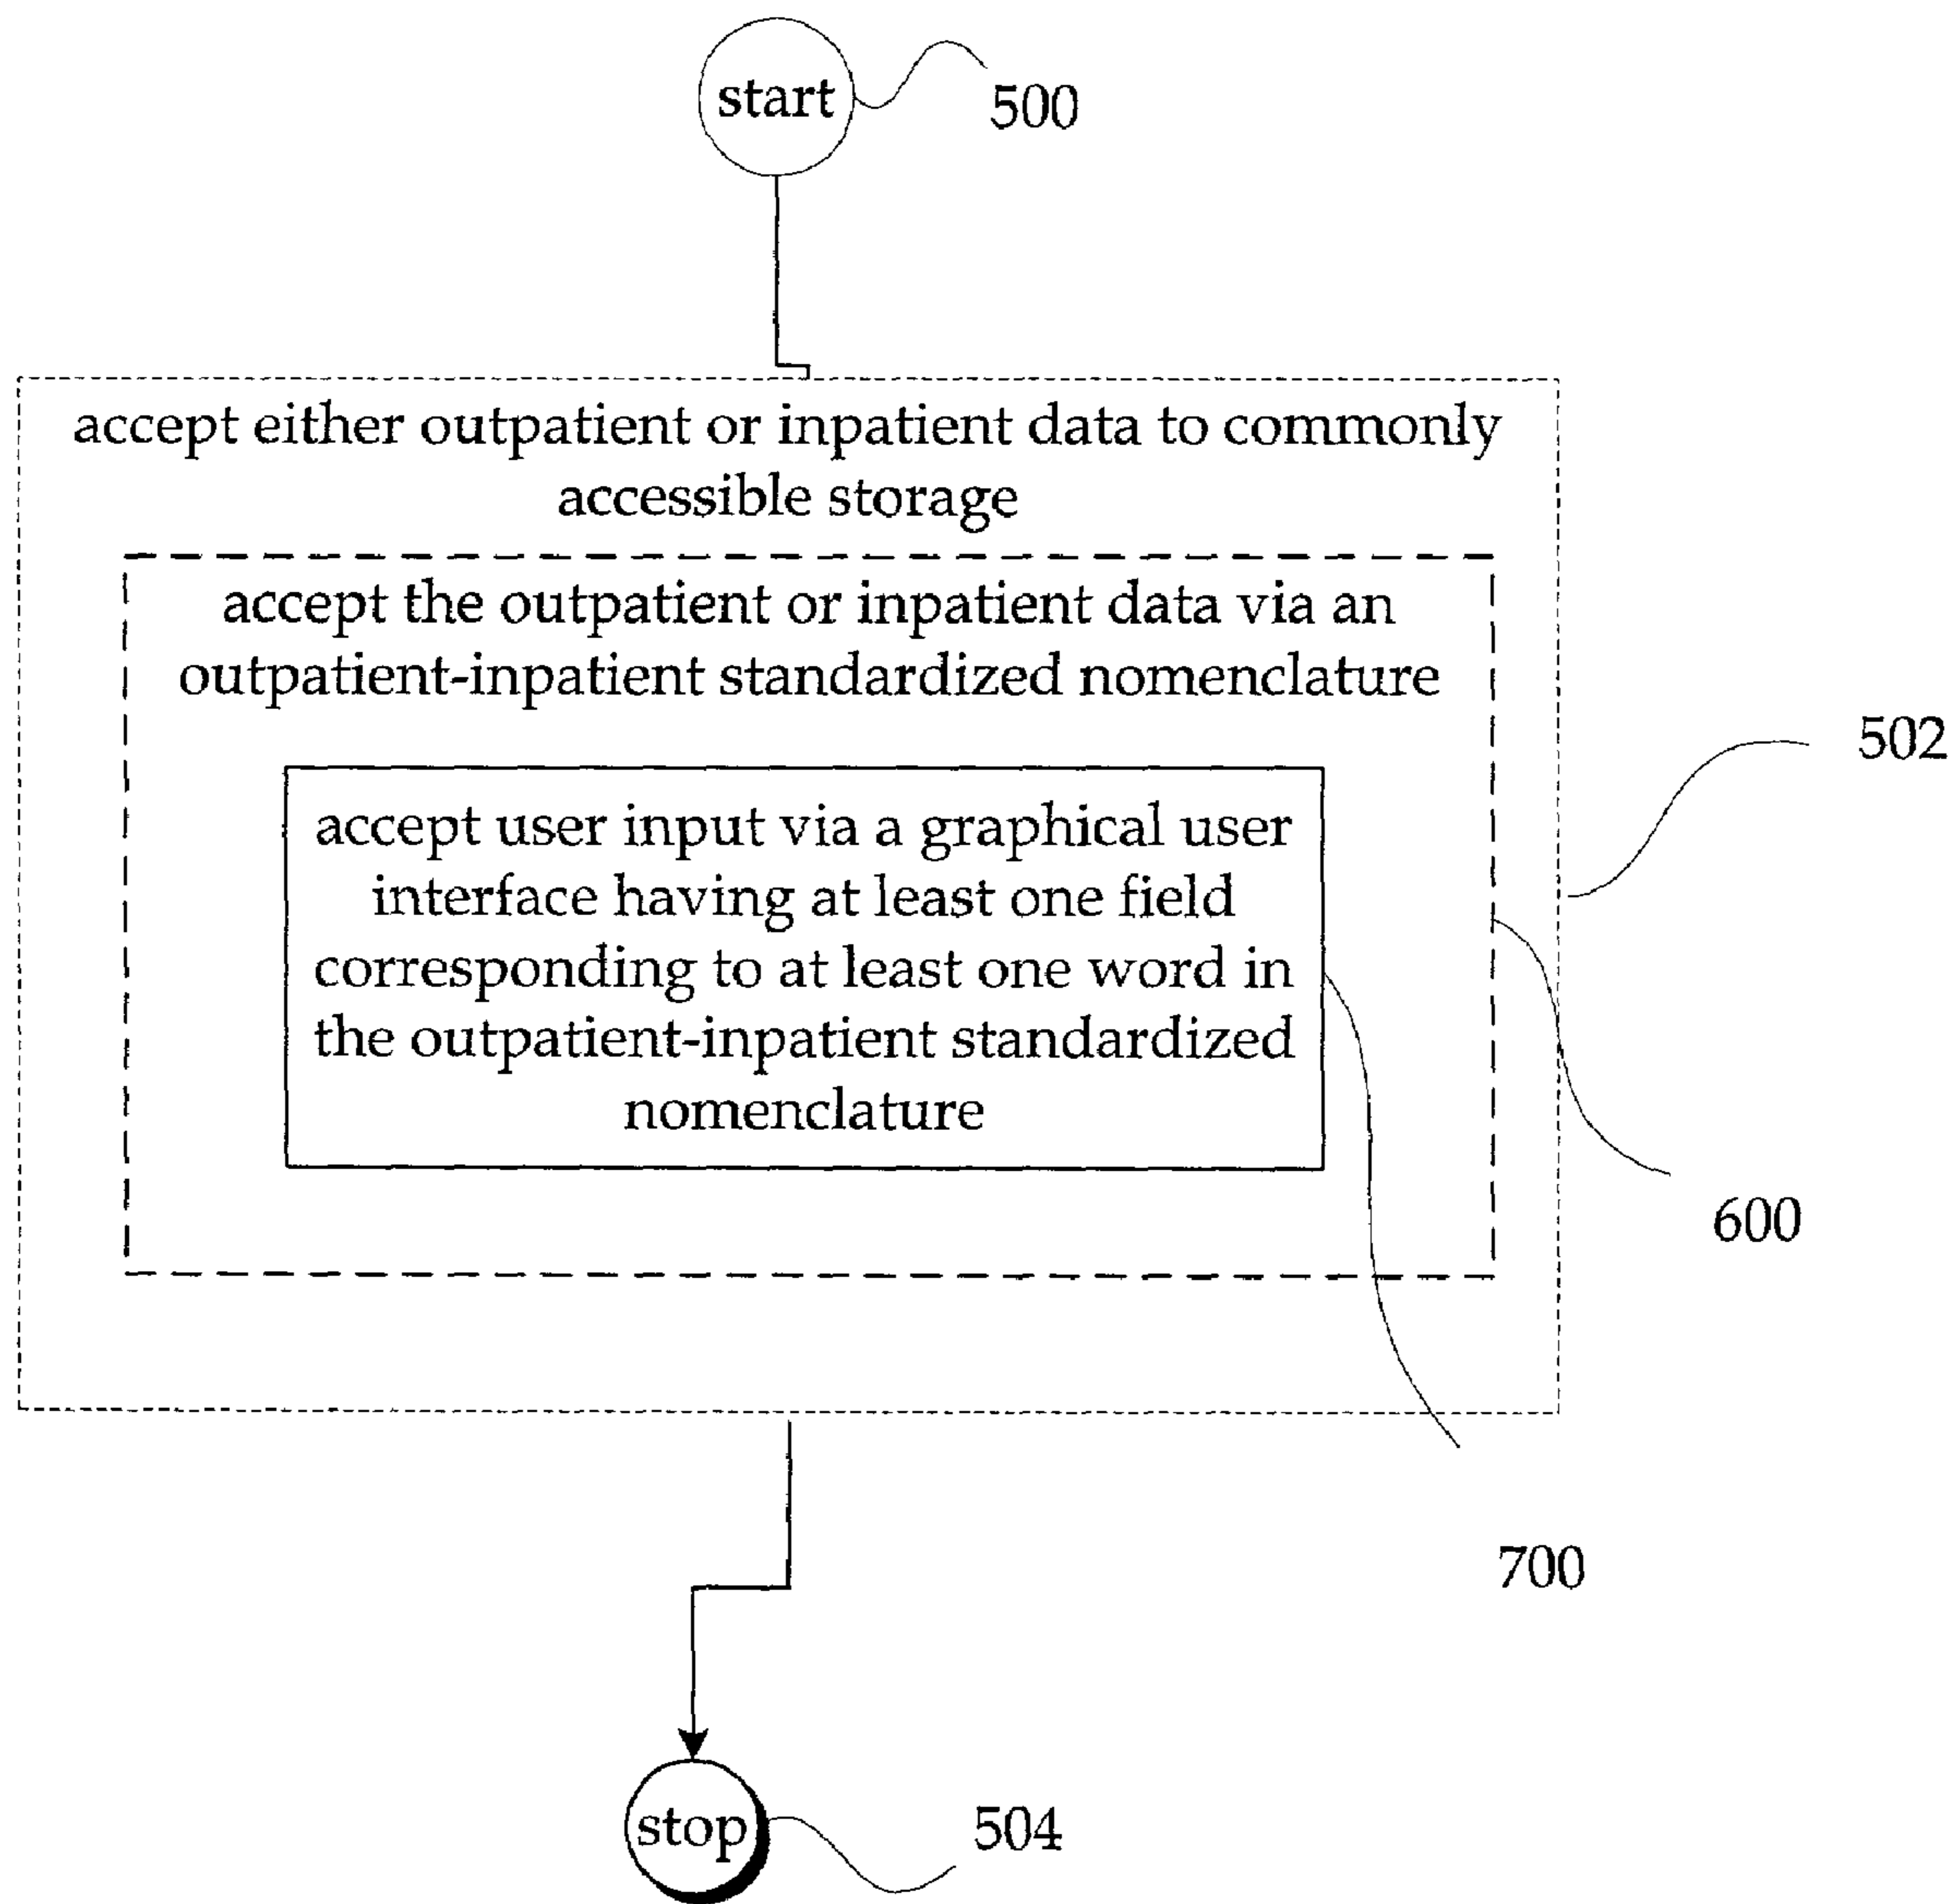 start
500
accept either outpatient or inpatient data to commonly
accessible storage
accept the outpatient or inpatient data via an
outpatient-inpatient standardized nomenclature
502
accept user input via a graphical user
interface having at least one field
corresponding to at least one word in
the outpatient-inpatient standardized
nomenclature
600
700
stop
504